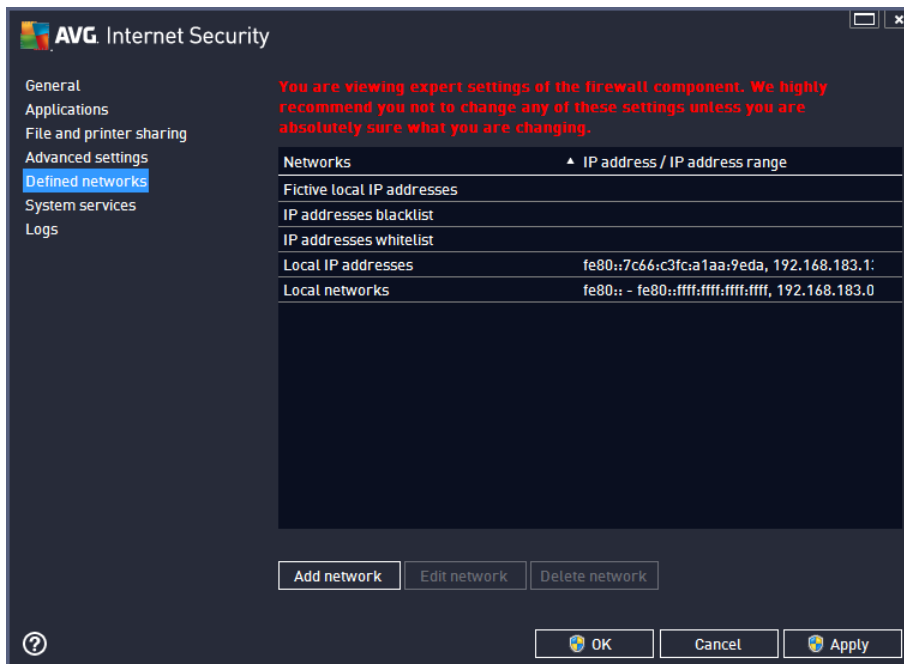 AVG. Internet Security
General
Applications
File and printer sharing
Advanced settings
Defined networks
System services
Logs
You are viewing expert settings of the firewall component. We highly
recommend you not to change any of these settings unless you are
absolutely sure what you are changing.
Networks ▲ IP address / IP address range
Fictive local IP addresses
IP addresses blacklist
IP addresses whitelist
Local IP addresses fe80::7c66:c3fc:a1aa:9eda, 192.168.183.1
Local networks fe80:: - fe80::ffff:ffff:ffff:ffff, 192.168.183.0
Add network Edit network Delete network
? OK Cancel Apply